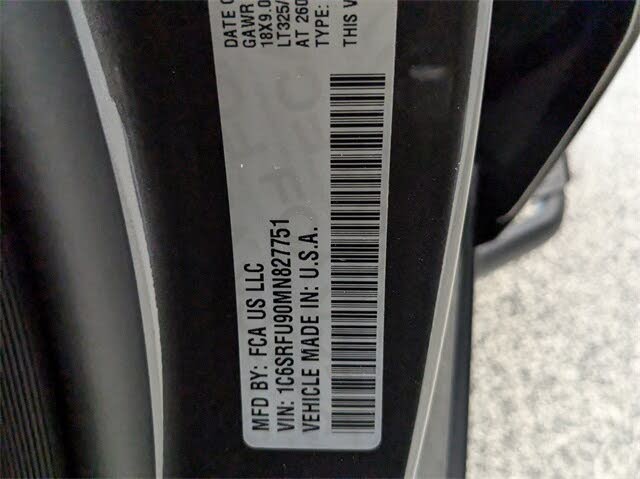 DATE O
GAWR
18X9.0
LT325/
AT 260
TYPE:
THIS V
MFD BY: FCA US LLC
VIN: 1C6SRFU90MN827751
VEHICLE MADE IN: U.S.A.